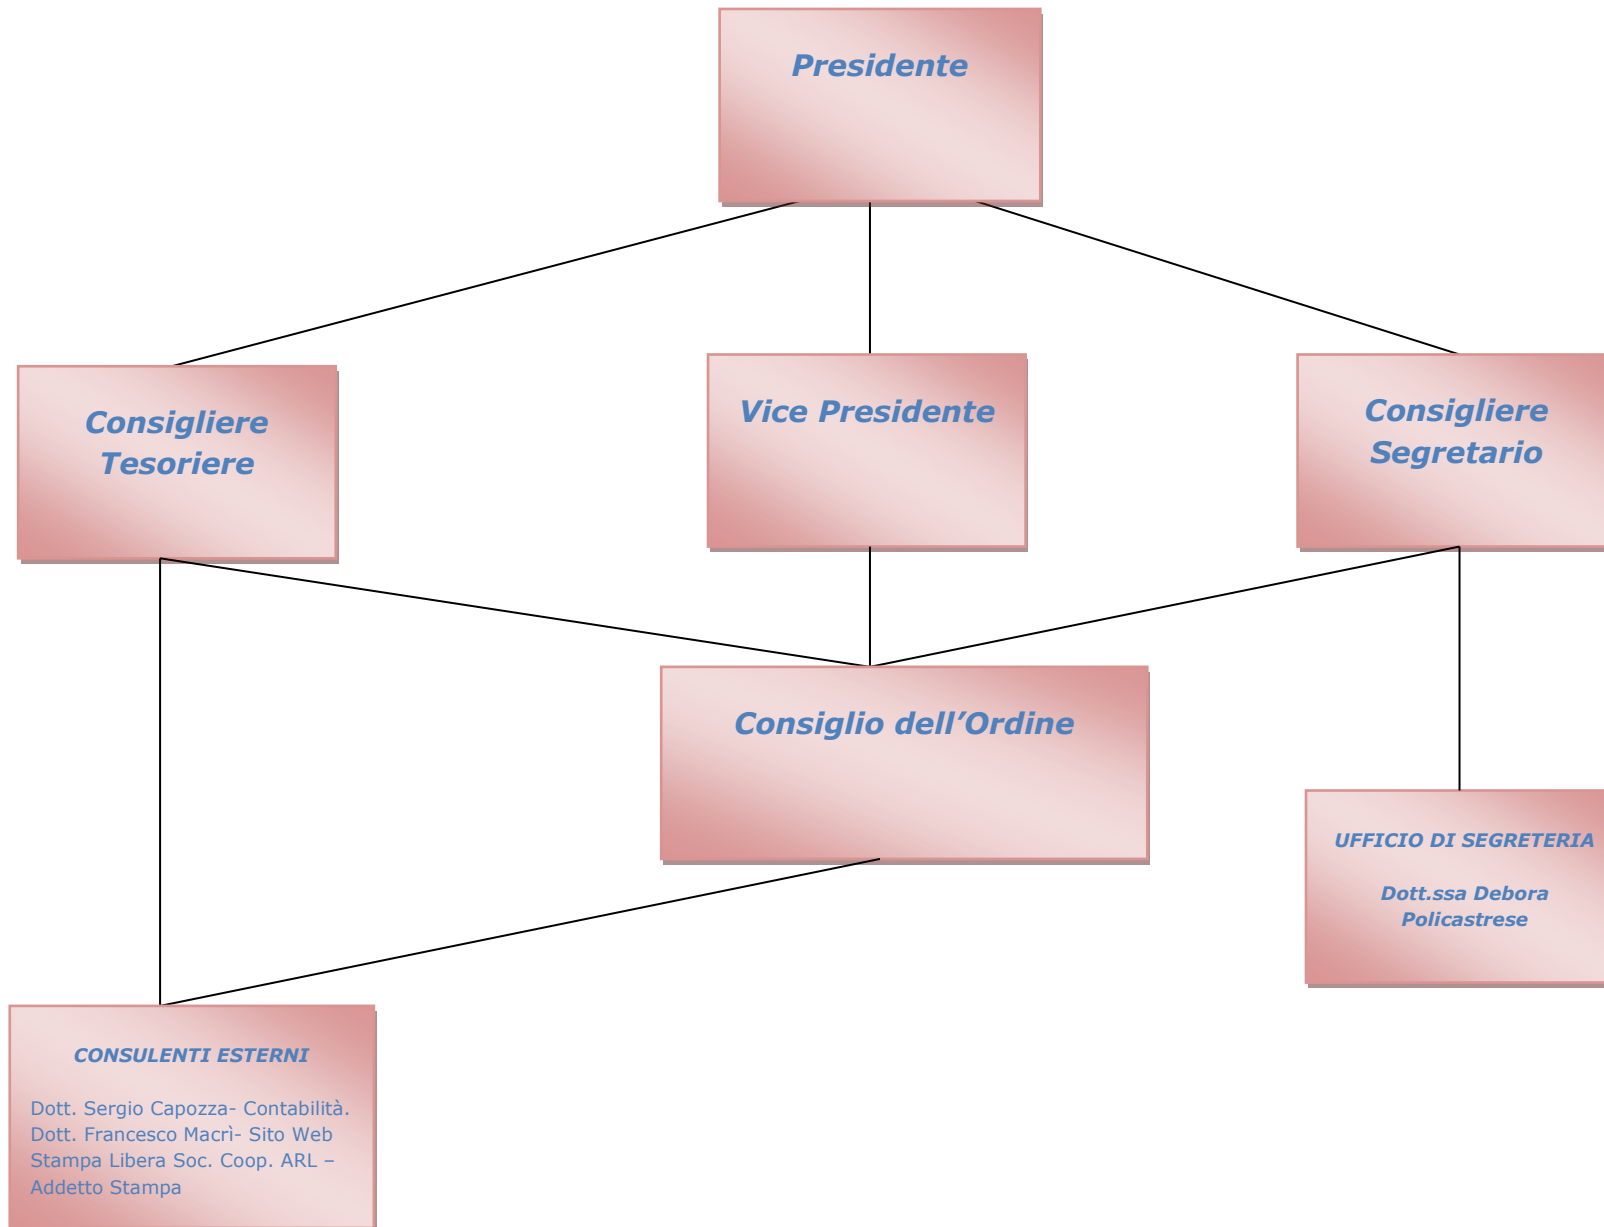 Presidente
Consigliere
Tesoriere
Vice Presidente
Consigliere
Segretario
Consiglio dell’Ordine
UFFICIO DI SEGRETERIA
Dott.ssa Debora
Policastrese
CONSULENTI ESTERNI
Dott. Sergio Capozza- Contabilità.
Dott. Francesco Macrì- Sito Web
Stampa Libera Soc. Coop. ARL –
Addetto Stampa